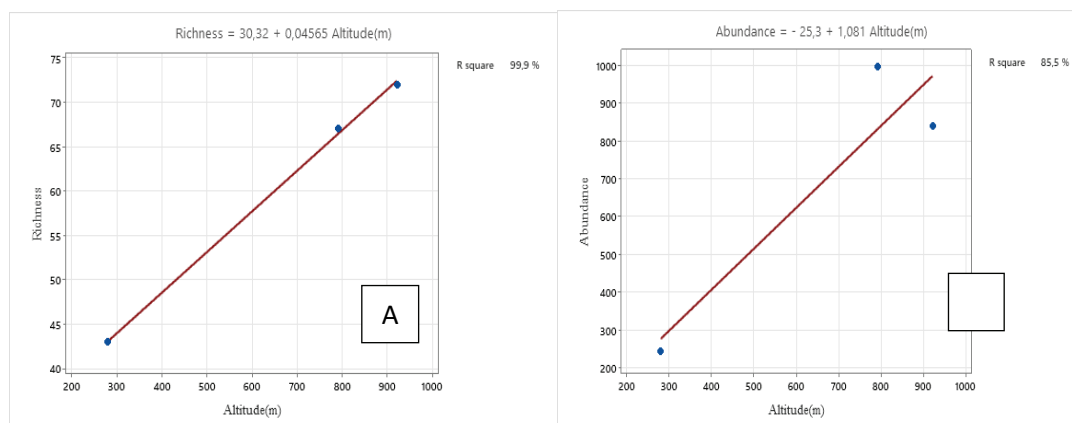 Richness = 30,32 + 0,04565 Altitude(m)
R square 99,9 %
75
70
65
60
55
50
45
40
Richness
A
200 300 400 500 600 700 800 900 1000
Altitude(m)
Abundance = - 25,3 + 1,081 Altitude(m)
R square 85,5 %
1000
900
800
700
600
500
400
300
200
Abundance
200 300 400 500 600 700 800 900 1000
Altitude(m)